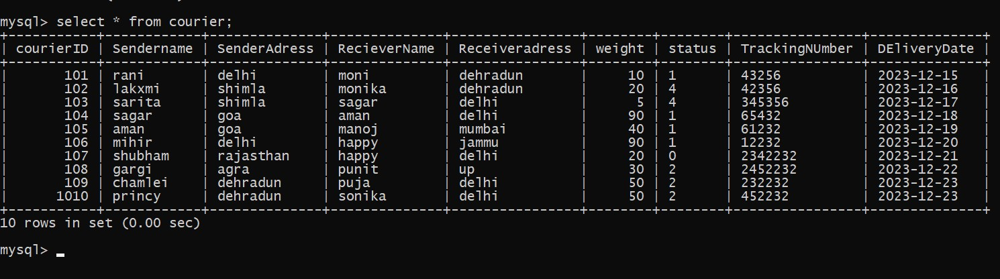 mysql> select * from courier;
+-----------+------------+--------------+--------------+----------------+--------+--------+----------------+--------------+
| courierID | Sendername | SenderAdress | RecieverName | Receiveradress | weight | status | TrackingNUmber | DEliveryDate |
+-----------+------------+--------------+--------------+----------------+--------+--------+----------------+--------------+
|       101 | rani       | delhi        | moni         | dehradun       |     10 | 1      | 43256          | 2023-12-15   |
|       102 | lakxmi     | shimla       | monika       | dehradun       |     20 | 4      | 42356          | 2023-12-16   |
|       103 | sarita     | shimla       | sagar        | delhi          |      5 | 4      | 345356         | 2023-12-17   |
|       104 | sagar      | goa          | aman         | delhi          |     90 | 1      | 65432          | 2023-12-18   |
|       105 | aman       | goa          | manoj        | mumbai         |     40 | 1      | 61232          | 2023-12-19   |
|       106 | mihir      | delhi        | happy        | jammu          |     90 | 1      | 12232          | 2023-12-20   |
|       107 | shubham    | rajasthan    | happy        | delhi          |     20 | 0      | 2342232        | 2023-12-21   |
|       108 | gargi      | agra         | punit        | up             |     30 | 2      | 2452232        | 2023-12-22   |
|       109 | chamlei    | dehradun     | puja         | delhi          |     50 | 2      | 232232         | 2023-12-23   |
|      1010 | princy     | dehradun     | sonika       | delhi          |     50 | 2      | 452232         | 2023-12-23   |
+-----------+------------+--------------+--------------+----------------+--------+--------+----------------+--------------+
10 rows in set (0.00 sec)
mysql>